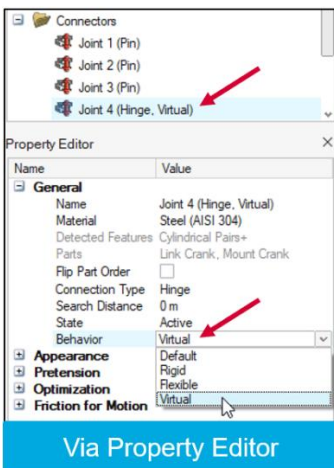 Connectors
Joint 1 (Pin)
Joint 2 (Pin)
Joint 3 (Pin)
Joint 4 (Hinge, Virtual)
Property Editor
Name Value
General
Name Joint 4 (Hinge, Virtual)
Material Steel (AISI 304)
Detected Features Cylindrical Pairs+
Parts Link Crank, Mount Crank
Flip Part Order
Connection Type Hinge
Search Distance 0 m
State Active
Behavior Virtual
Appearance Default
Pretension Rigid
Optimization Flexible
Friction for Motion Virtual
Via Property Editor